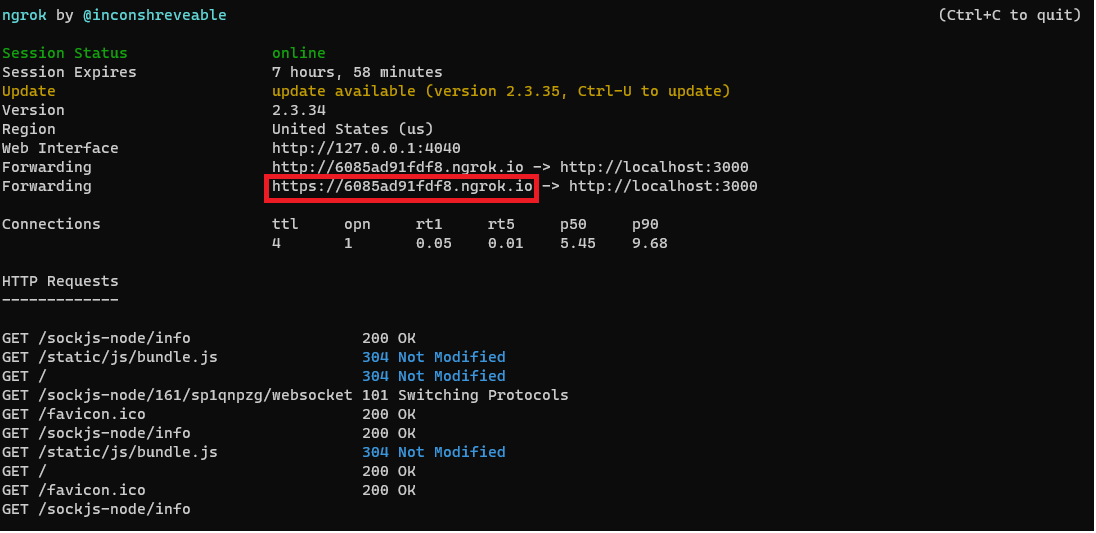 ngrok by @inconshreveable (Ctrl+C to quit)
Session Status online
Session Expires 7 hours, 58 minutes
Update update available (version 2.3.35, Ctrl-U to update)
Version 2.3.34
Region United States (us)
Web Interface http://127.0.0.1:4040
Forwarding http://6085ad91fdf8.ngrok.io -> http://localhost:3000
Forwarding https://6085ad91fdf8.ngrok.io -> http://localhost:3000
Connections ttl opn rt1 rt5 p50 p90
4 1 0.05 0.01 5.45 9.68
HTTP Requests
-------------
GET /sockjs-node/info 200 OK
GET /static/js/bundle.js 304 Not Modified
GET / 304 Not Modified
GET /sockjs-node/161/sp1qnpzg/websocket 101 Switching Protocols
GET /favicon.ico 200 OK
GET /sockjs-node/info 200 OK
GET /static/js/bundle.js 304 Not Modified
GET / 200 OK
GET /favicon.ico 200 OK
GET /sockjs-node/info